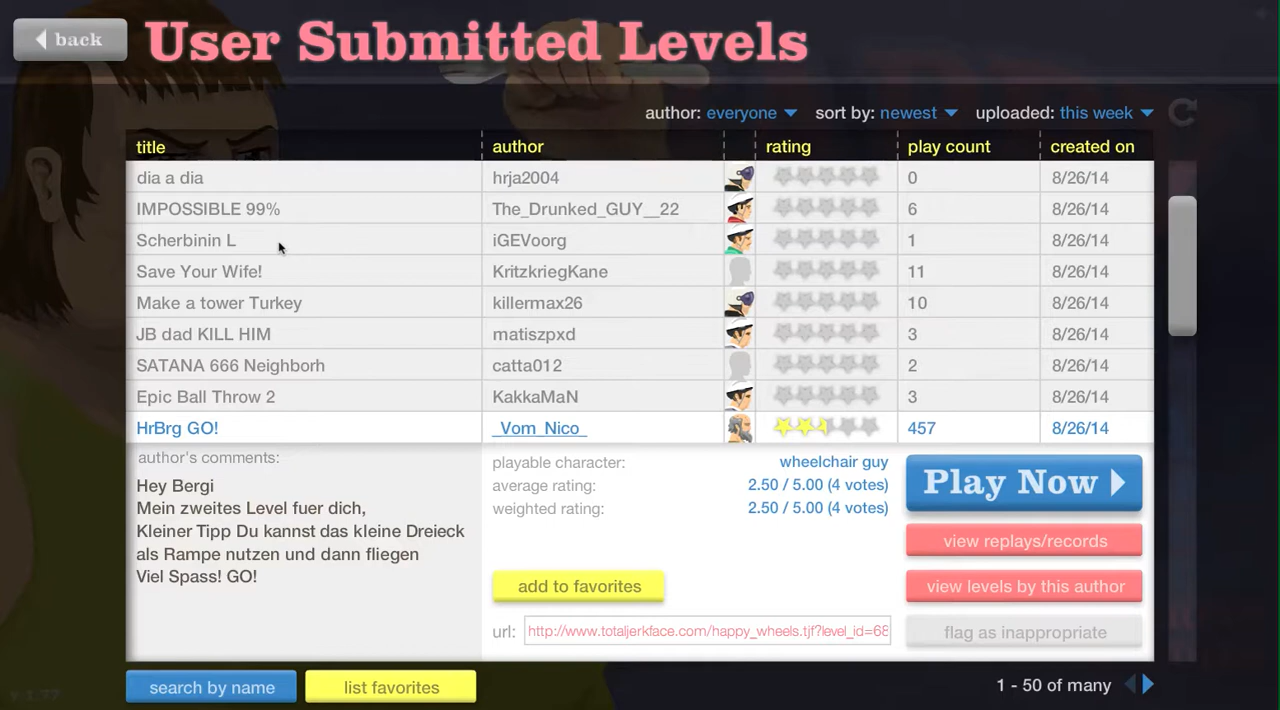 back
User Submitted Levels
author: everyone sort by: newest uploaded: this week
title author rating play count created on
dia a dia hrja2004 0 8/26/14
IMPOSSIBLE 99% The_Drunked_GUY__22 6 8/26/14
Scherbinin L iGEVoorg 1 8/26/14
Save Your Wife! KritzkriegKane 11 8/26/14
Make a tower Turkey killermax26 10 8/26/14
JB dad KILL HIM matiszpxd 3 8/26/14
SATANA 666 Neighborh catta012 2 8/26/14
Epic Ball Throw 2 KakkaMaN 3 8/26/14
HrBrg GO! _Vom_Nico_ 457 8/26/14
author's comments:
Hey Bergi
Mein zweites Level fuer dich,
Kleiner Tipp Du kannst das kleine Dreieck
als Rampe nutzen und dann fliegen
Viel Spass! GO!
playable character: wheelchair guy
average rating: 2.50 / 5.00 (4 votes)
weighted rating: 2.50 / 5.00 (4 votes)
add to favorites
url: http://www.totaljerkface.com/happy_wheels.tjf?level_id=68
Play Now
view replays/records
view levels by this author
flag as inappropriate
search by name list favorites 1 - 50 of many
v 1.77